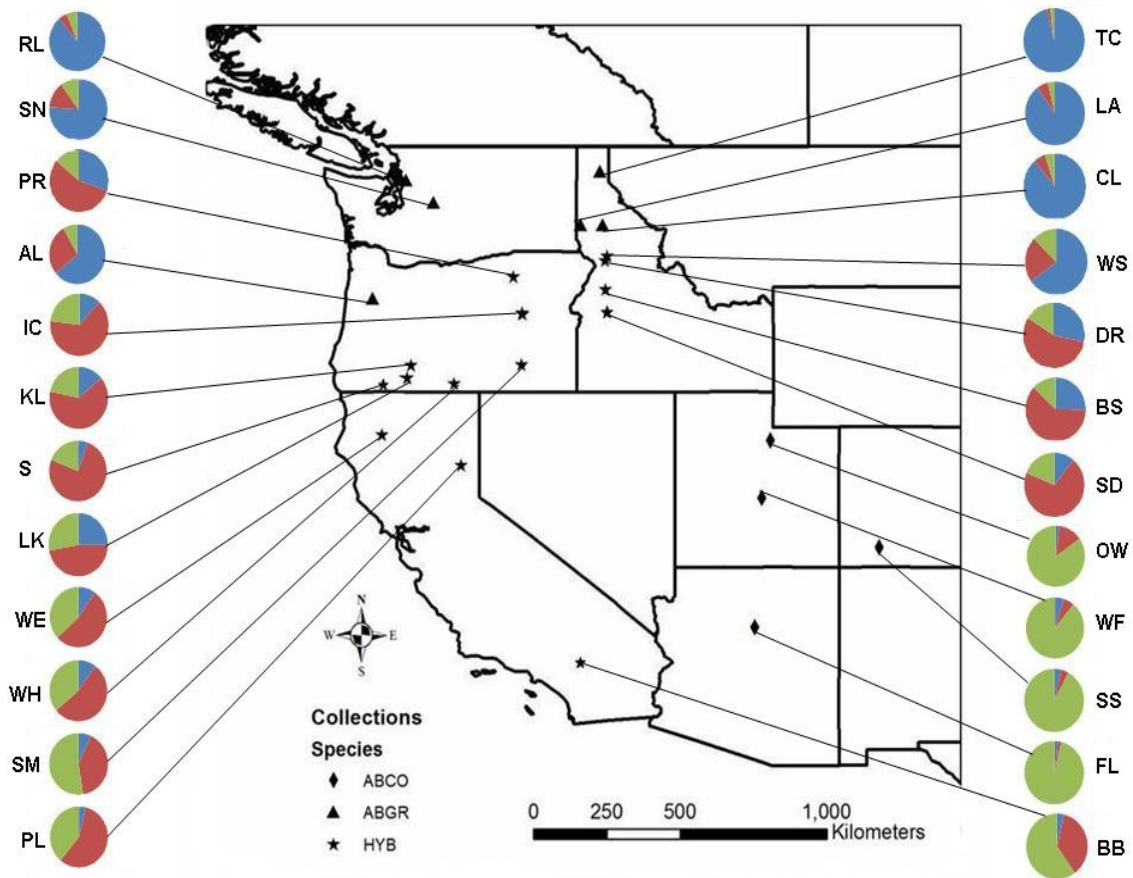 RL
SN
PR
AL
IC
KL
S
LK
WE
WH
SM
PL
TC
LA
CL
WS
DR
BS
SD
OW
WF
SS
FL
BB
N
W E
S
Collections
Species
ABCO
ABGR
HYB
0 250 500 1,000
Kilometers